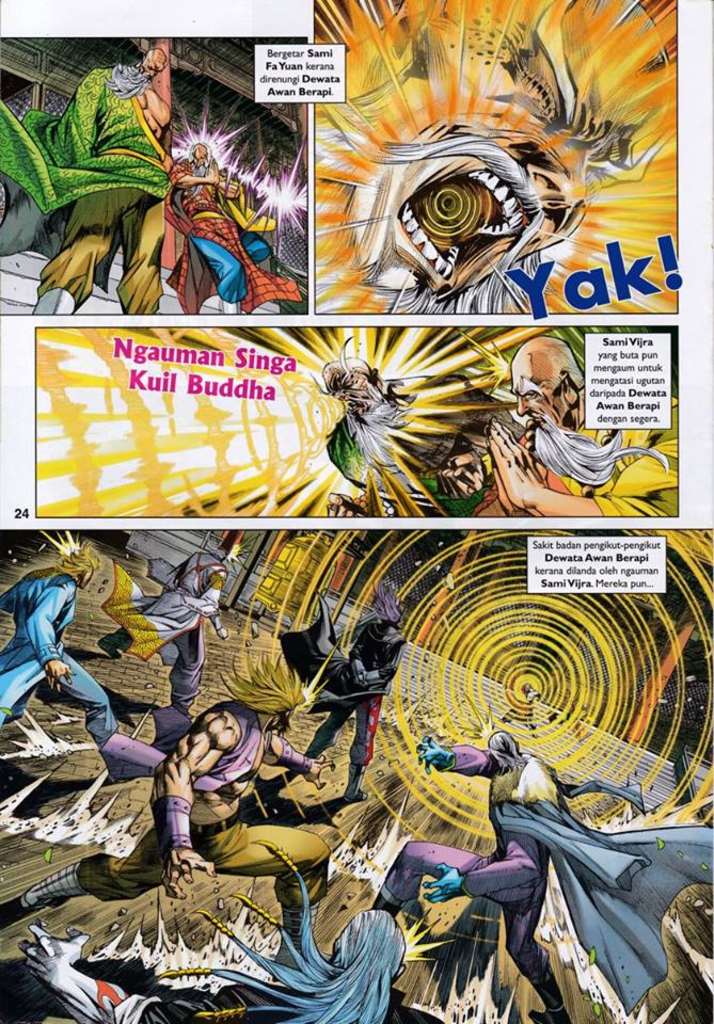 Bergetar Sami
Fa Yuan kerana
direnungi Dewata
Awan Berapi.
Yak!
Ngauman Singa
Kuil Buddha
Sami Vijra
yang buta pun
mengaum untuk
mengatasi ugutan
daripada Dewata
Awan Berapi
dengan segera.
24
Sakit badan pengikut-pengikut
Dewata Awan Berapi
kerana dilanda oleh ngauman
Sami Vijra. Mereka pun...